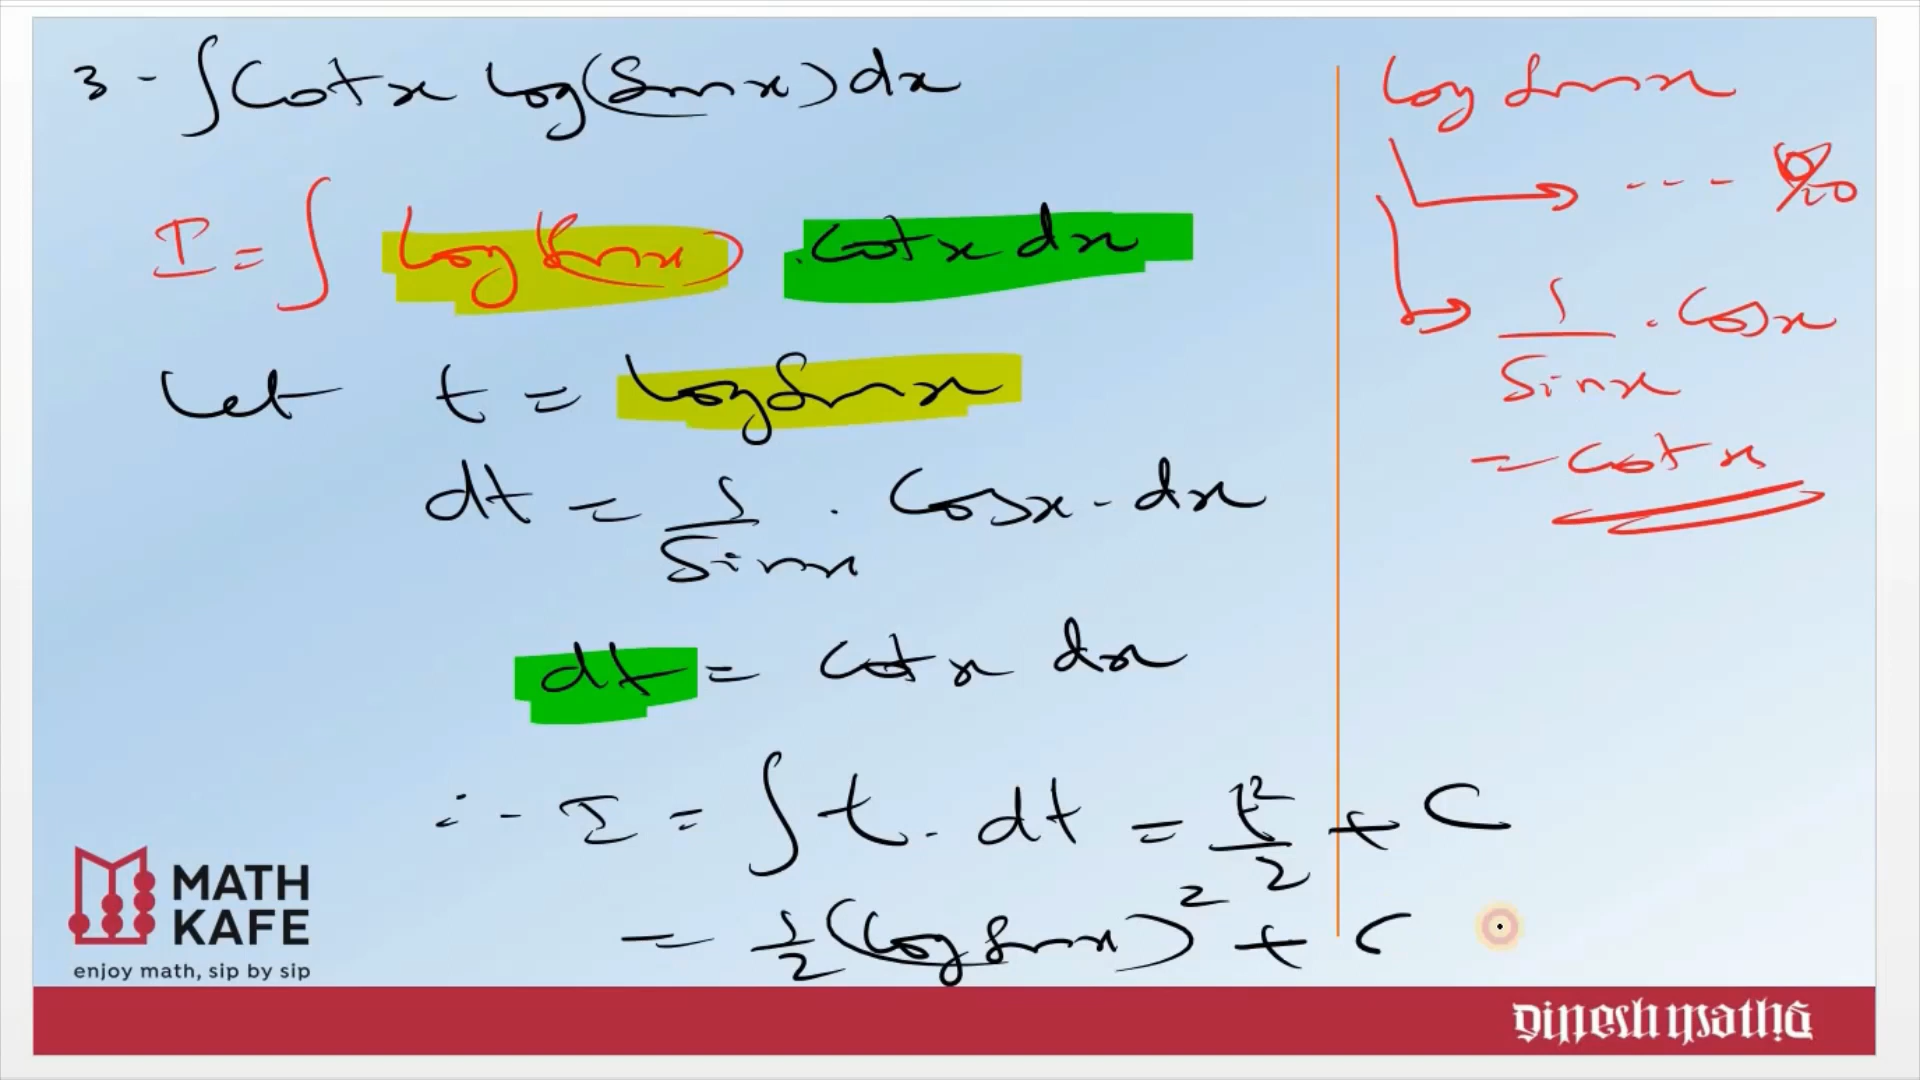 3 - ∫ Cot x log(Sin x) dx
I = ∫ log(Sin x) . Cot x dx
Let t = log Sin x
dt = 1/Sin x . Cos x . dx
dt = Cot x dx
∴ I = ∫ t . dt = t²/2 + C
= 1/2 (log Sin x)² + C
log Sin x
→ - - -
→ 1/Sin x . Cos x
= Cot x
MATH
KAFE
enjoy math, sip by sip
Dinesh Maths